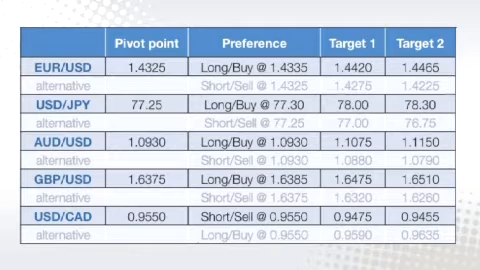 Pivot point Preference Target 1 Target 2
EUR/USD 1.4325 Long/Buy @ 1.4335 1.4420 1.4465
alternative Short/Sell @ 1.4325 1.4275 1.4225
USD/JPY 77.25 Long/Buy @ 77.30 78.00 78.30
alternative Short/Sell @ 77.25 77.00 76.75
AUD/USD 1.0930 Long/Buy @ 1.0930 1.1075 1.1150
alternative Short/Sell @ 1.0930 1.0880 1.0790
GBP/USD 1.6375 Long/Buy @ 1.6385 1.6475 1.6510
alternative Short/Sell @ 1.6375 1.6320 1.6260
USD/CAD 0.9550 Short/Sell @ 0.9550 0.9475 0.9455
alternative Long/Buy @ 0.9550 0.9590 0.9635